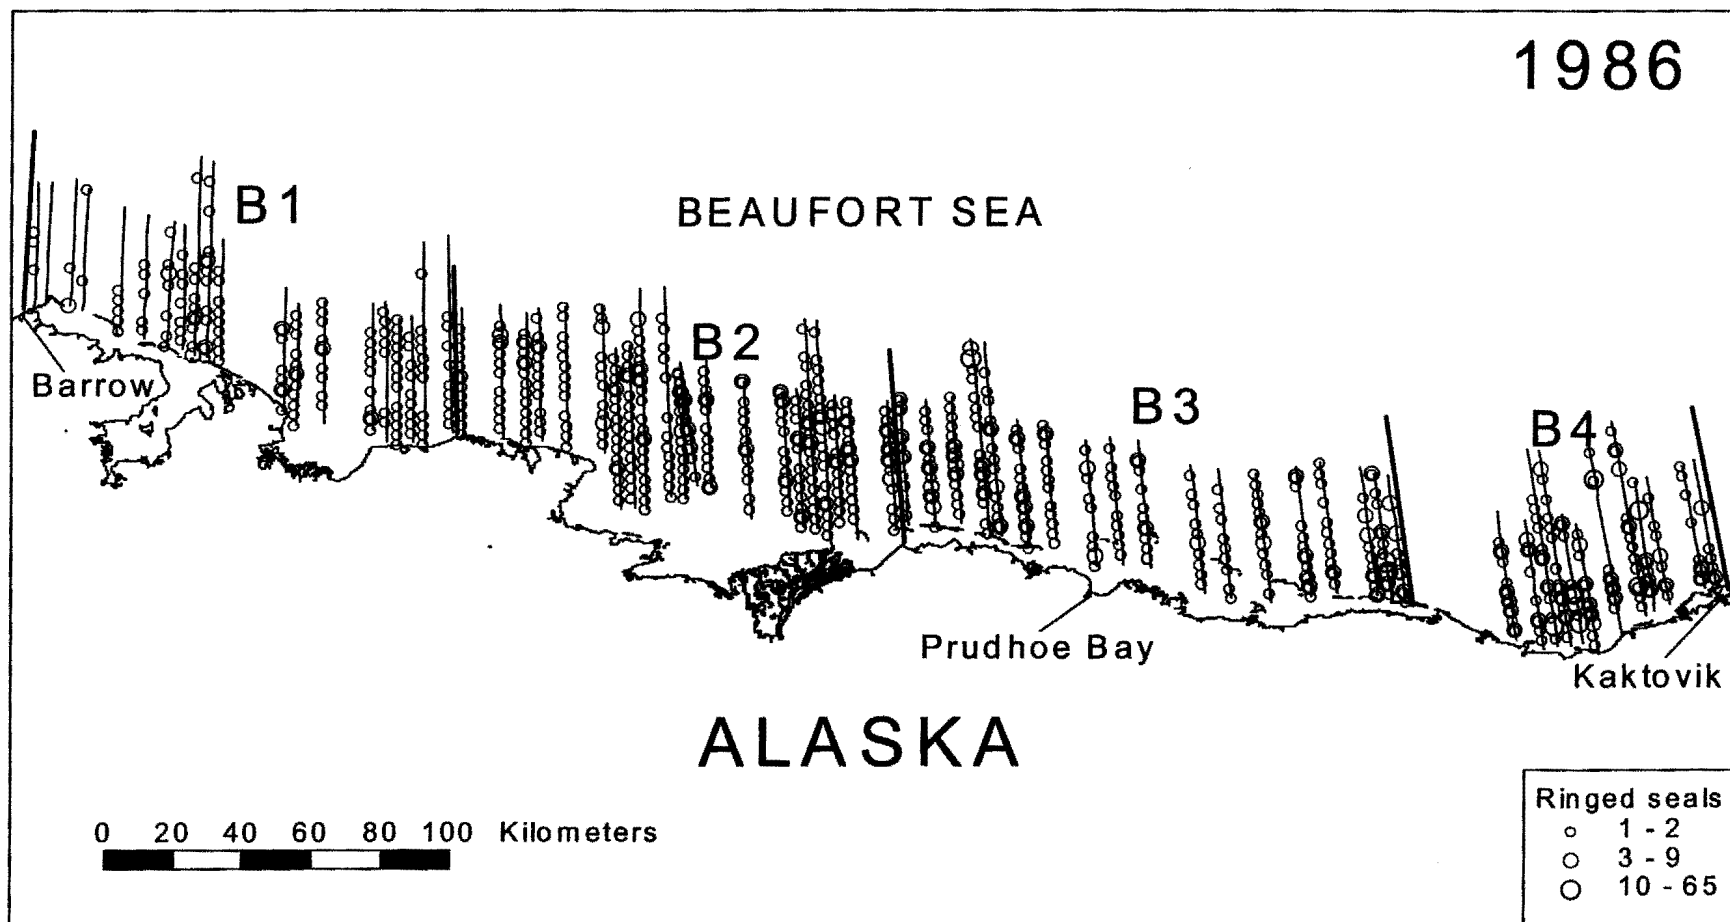 1986
B1
BEAUFORT SEA
B2
Barrow
B3
B4
Prudhoe Bay
Kaktovik
ALASKA
0 20 40 60 80 100 Kilometers
Ringed seals
1 - 2
3 - 9
10 - 65